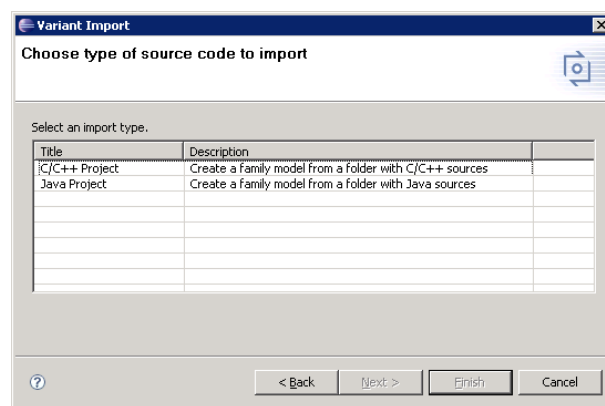 Variant Import
Choose type of source code to import
Select an import type.
Title Description
C/C++ Project Create a family model from a folder with C/C++ sources
Java Project Create a family model from a folder with Java sources
? < Back Next > Finish Cancel